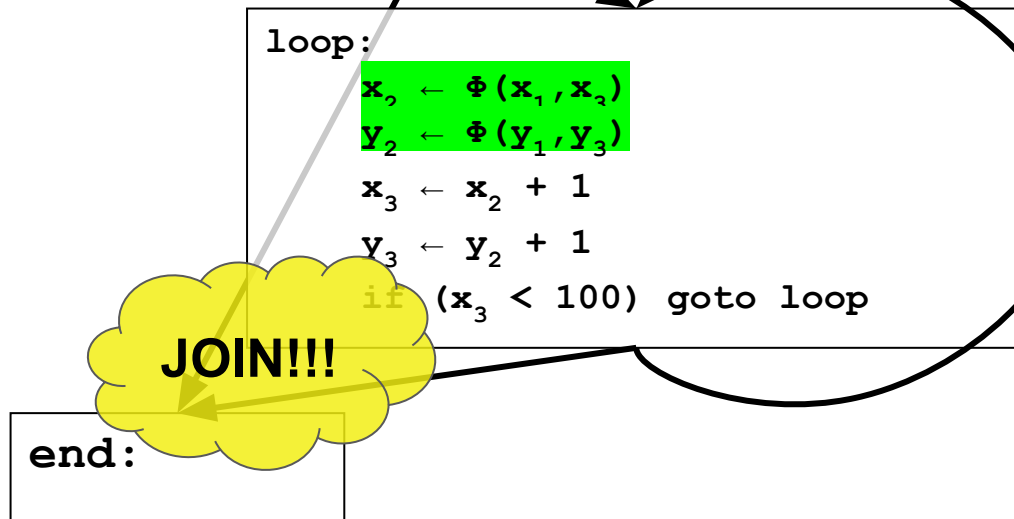 loop:
x₂ ← Φ(x₁,x₃)
y₂ ← Φ(y₁,y₃)
x₃ ← x₂ + 1
y₃ ← y₂ + 1
if (x₃ < 100) goto loop
JOIN!!!
end: